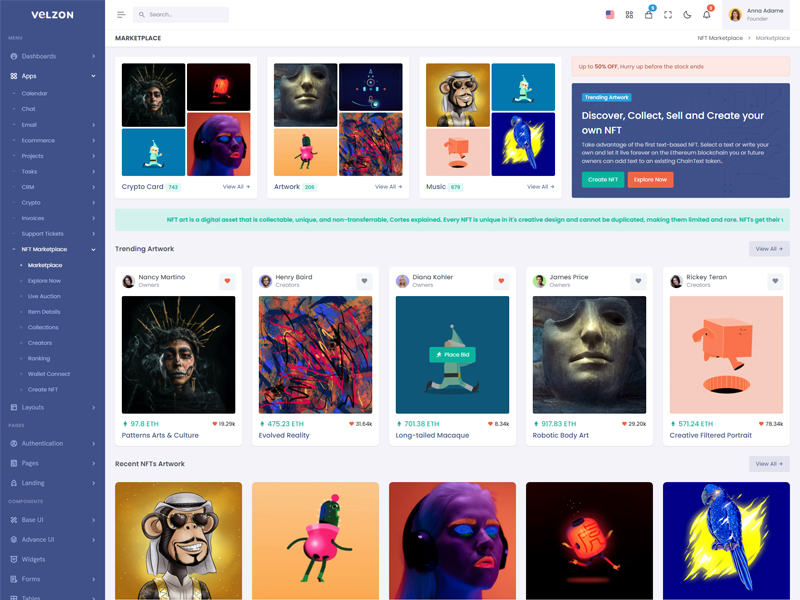 VELZON
Search...
5
3
Anna Adame
Founder
MENU
Dashboards
Apps
Calendar
Chat
Email
Ecommerce
Projects
Tasks
CRM
Crypto
Invoices
Support Tickets
NFT Marketplace
Marketplace
Explore Now
Live Auction
Item Details
Collections
Creators
Ranking
Wallet Connect
Create NFT
Layouts
PAGES
Authentication
Pages
Landing
COMPONENTS
Base UI
Advance UI
Widgets
Forms
Tables
MARKETPLACE
NFT Marketplace > Marketplace
Crypto Card 743 View All
Artwork 206 View All
Music 679 View All
Up to 50% OFF, Hurry up before the stock ends
Trending Artwork
Discover, Collect, Sell and Create your
own NFT
Take advantage of the first text-based NFT. Select a text or write your
own and let it live forever on the Ethereum blockchain you or future
owners can add text to an existing ChainText token..
Create NFT Explore Now
NFT art is a digital asset that is collectable, unique, and non-transferrable, Cortes explained. Every NFT is unique in it's creative design and cannot be duplicated, making them limited and rare. NFTs get their
Trending Artwork
View All
Nancy Martino
Owners
97.8 ETH 19.29k
Patterns Arts & Culture
Henry Baird
Creators
475.23 ETH 31.64k
Evolved Reality
Diana Kohler
Owners
Place Bid
701.38 ETH 8.34k
Long-tailed Macaque
James Price
Owners
917.83 ETH 29.20k
Robotic Body Art
Rickey Teran
Creators
571.24 ETH 78.34k
Creative Filtered Portrait
Recent NFTs Artwork
View All